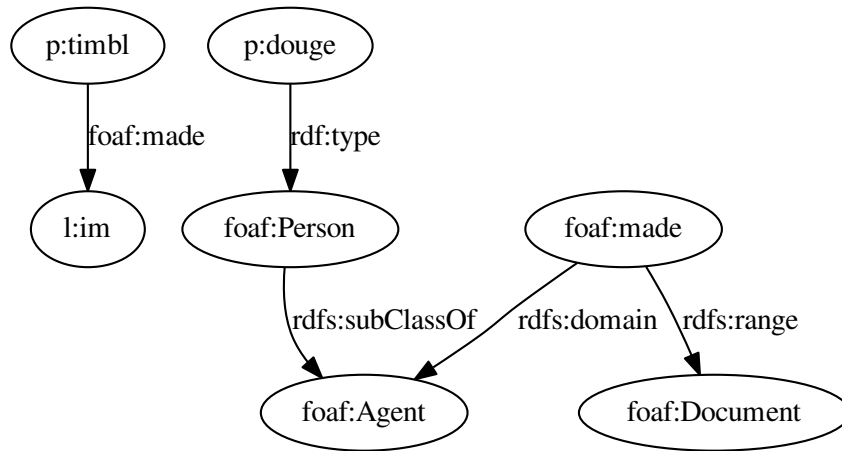 p:timbl
p:douge
foaf:made
rdf:type
l:im
foaf:Person
foaf:made
rdfs:subClassOf
rdfs:domain
rdfs:range
foaf:Agent
foaf:Document